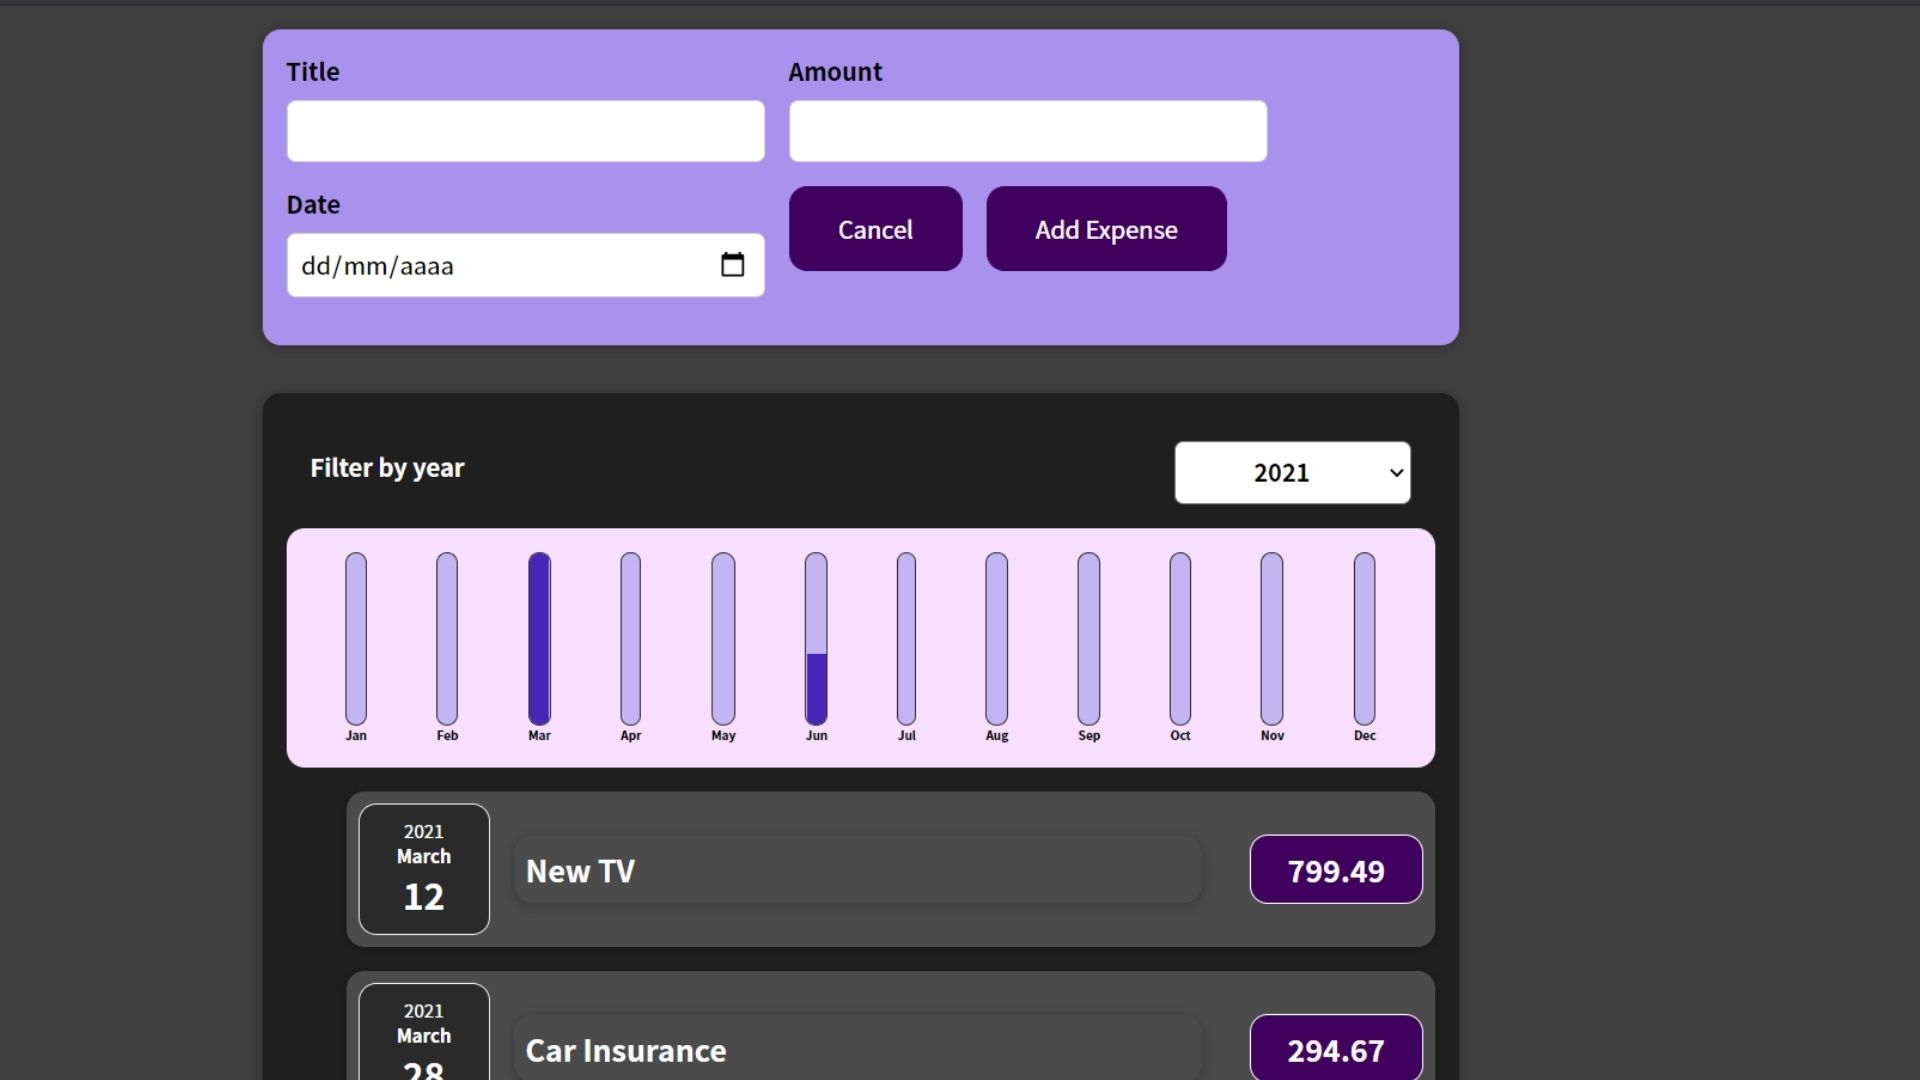 Title
Amount
Date
dd/mm/aaaa
Cancel
Add Expense
Filter by year
2021
Jan
Feb
Mar
Apr
May
Jun
Jul
Aug
Sep
Oct
Nov
Dec
2021
March
12
New TV
799.49
2021
March
28
Car Insurance
294.67